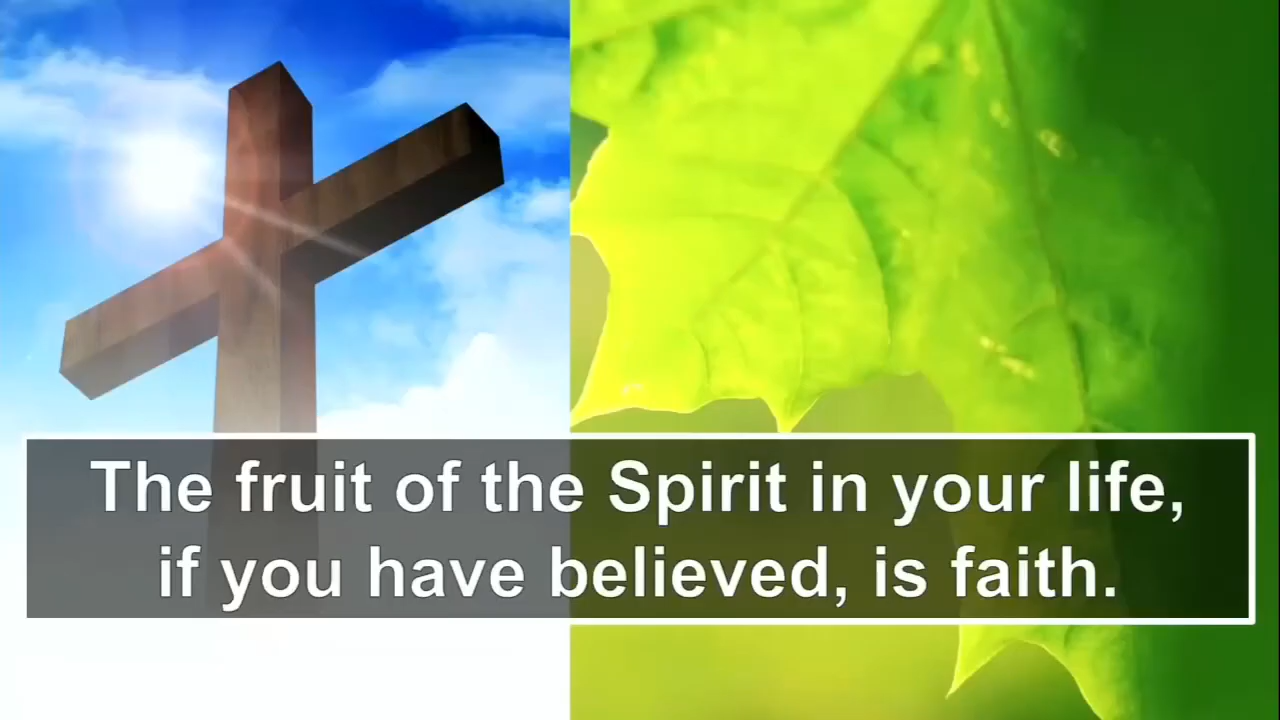 The fruit of the Spirit in your life,
if you have believed, is faith.